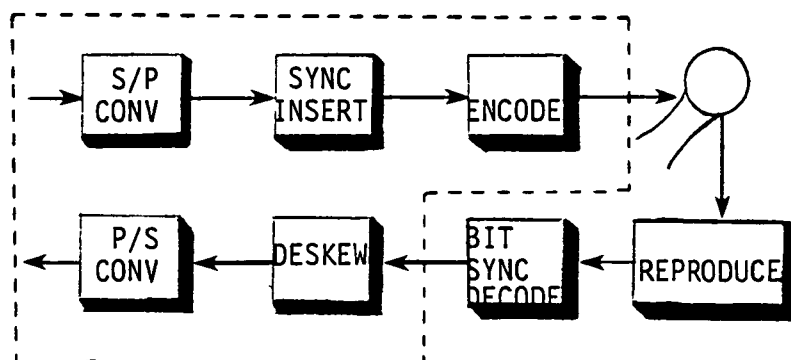 S/P
CONV
SYNC
INSERT
ENCODE
P/S
CONV
DESKEW
BIT
SYNC
DECODE
REPRODUCE